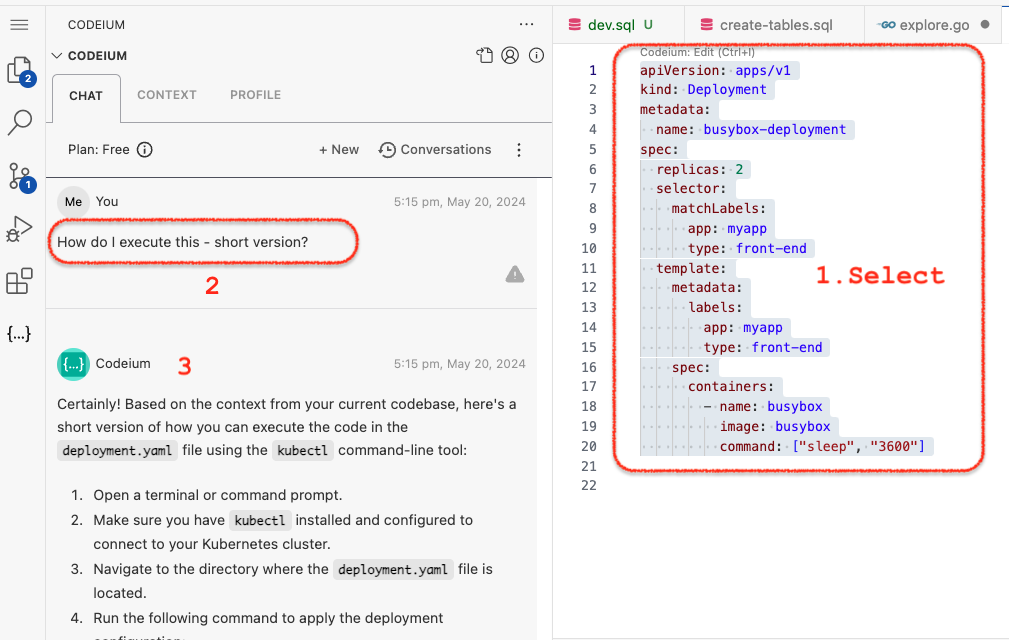 CODEIUM
...
CODEIUM
CHAT
CONTEXT
PROFILE
Plan: Free
+ New
Conversations
2
1
{...}
Me
You
5:15 pm, May 20, 2024
How do I execute this - short version?
2
{...}
Codeium
3
5:15 pm, May 20, 2024
Certainly! Based on the context from your current codebase, here's a
short version of how you can execute the code in the
deployment.yaml file using the kubectl command-line tool:
1. Open a terminal or command prompt.
2. Make sure you have kubectl installed and configured to
connect to your Kubernetes cluster.
3. Navigate to the directory where the deployment.yaml file is
located.
4. Run the following command to apply the deployment
dev.sql U
create-tables.sql
GO explore.go
Codeium: Edit (Ctrl+I)
1 apiVersion: apps/v1
2 kind: Deployment
3 metadata:
4   name: busybox-deployment
5 spec:
6   replicas: 2
7   selector:
8     matchLabels:
9       app: myapp
10       type: front-end
11   template:
12     metadata:
13       labels:
14         app: myapp
15         type: front-end
16     spec:
17       containers:
18         - name: busybox
19           image: busybox
20           command: ["sleep", "3600"]
21
22
1.Select